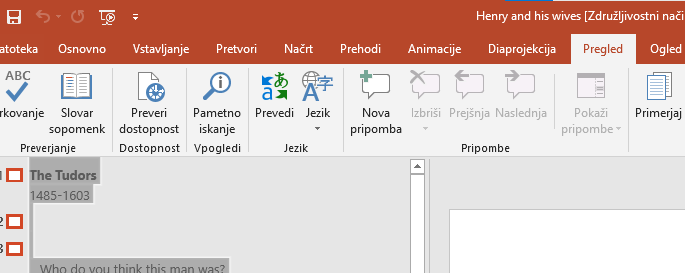 Henry and his wives [Združljivostni nači
atoteka Osnovno Vstavljanje Pretvori Načrt Prehodi Animacije Diaprojekcija Pregled Ogled
ABC
rkovanje Slovar sopomenk Preveri dostopnost Pametno iskanje Prevedi Jezik Nova pripomba Izbriši Prejšnja Naslednja Pokaži pripombe Primerjaj
Preverjanje Dostopnost Vpogledi Jezik Pripombe
1 The Tudors
1485-1603
2
3
Who do you think this man was?